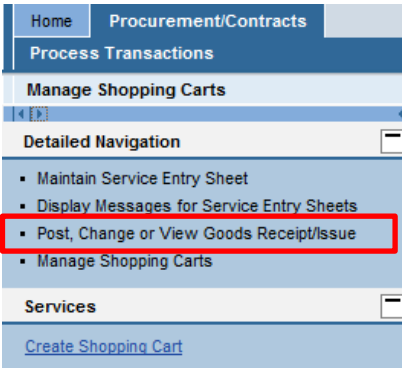 Home Procurement/Contracts
Process Transactions
Manage Shopping Carts
Detailed Navigation
▪ Maintain Service Entry Sheet
▪ Display Messages for Service Entry Sheets
▪ Post, Change or View Goods Receipt/Issue
▪ Manage Shopping Carts
Services
Create Shopping Cart